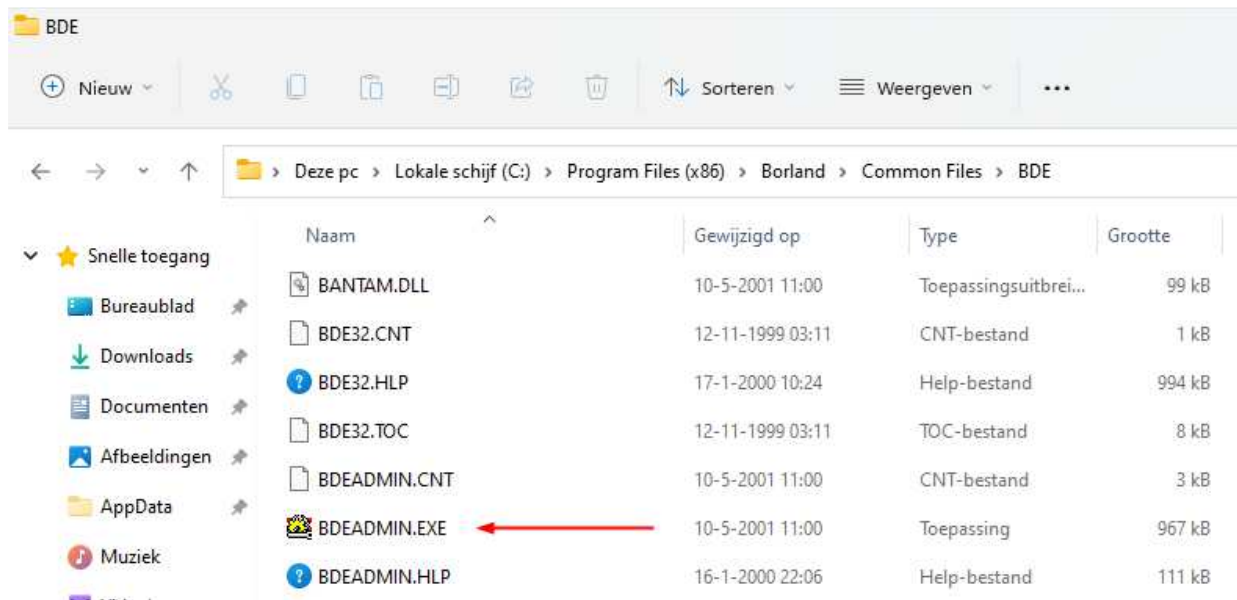 BDE
Nieuw
Sorteren
Weergeven
Deze pc > Lokale schijf (C:) > Program Files (x86) > Borland > Common Files > BDE
Naam Gewijzigd op Type Grootte
Snelle toegang
Bureaublad
Downloads
Documenten
Afbeeldingen
AppData
Muziek
BANTAM.DLL 10-5-2001 11:00 Toepassingsuitbrei... 99 kB
BDE32.CNT 12-11-1999 03:11 CNT-bestand 1 kB
BDE32.HLP 17-1-2000 10:24 Help-bestand 994 kB
BDE32.TOC 12-11-1999 03:11 TOC-bestand 8 kB
BDEADMIN.CNT 10-5-2001 11:00 CNT-bestand 3 kB
BDEADMIN.EXE 10-5-2001 11:00 Toepassing 967 kB
BDEADMIN.HLP 16-1-2000 22:06 Help-bestand 111 kB